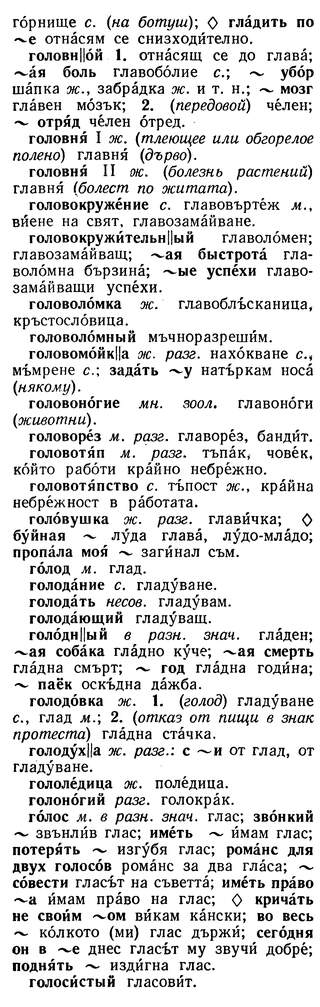 го́рнище с. (на ботуш); ◊ гла́дить по
~е отна́сям се снизходи́телно.
головн||о́й 1. отна́сящ се до глава́;
~а́я боль главобо́лие с.; ~ убо́р
ша́пка ж., забра́дка ж. и т. н.; ~ мозг
гла́вен мо́зък; 2. (передовой) че́лен;
~ отря́д че́лен о́тред.
головня́ I ж. (тлеющее или обгорелое
полено) главня́ (дърво).
головня́ II ж. (болезнь растений)
главня́ (болест по житата).
головокруже́ние с. главовъртѐж м.,
ви́ене на свят, главозама́йване.
головокружи́тельн||ый главоло́мен;
главозама́йващ; ~ая быстрота́ гла-
воло́мна бързина́; ~ые успе́хи главо-
зама́йващи успе́хи.
головоло́мка ж. главоблъ́сканица,
кръстосло́вица.
головоло́мный мъчноразреши́м.
головомо́йк||а ж. разг. нахо́кване с.,
мъ́мрене с.; зада́ть ~у натъ́ркам носа́
(някому).
головоно́гие мн. зоол. главоно́ги
(животни).
головоре́з м. разг. главоре́з, банди́т.
головотя́п м. разг. тъпа́к, чове́к,
ко́йто рабо́ти кра́йно небре́жно.
головотя́пство с. тъ́пост ж., кра́йна
небре́жност в ра́ботата.
голо́вушка ж. разг. глави́чка; ◊
бу́йная ~ лу́да глава́, лу́до-мла́до;
пропа́ла моя́ ~ заги́нал съм.
го́лод м. глад.
голода́ние с. гладу́ване.
голода́ть несов. гладу́вам.
голода́ющий гладу́ващ.
голо́дн||ый в разн. знач. гла́ден;
~ая соба́ка гла́дно ку́че; ~ая смерть
гла́дна смърт; ~ год гла́дна годи́на;
~ паёк оскъ́дна да́жба.
голодо́вка ж. 1. (голод) гладу́ване
с., глад м.; 2. (отказ от пищи в знак
протеста) гла́дна ста́чка.
голоду́х||а ж. разг.: с ~и от глад, от
гладу́ване.
гололе́дица ж. поле́дица.
голоно́гий разг. голокра́к.
го́лос м. в разн. знач. глас; зво́нкий
~ звъ́нлив глас; име́ть ~ и́мам глас;
потеря́ть ~ изгу́бя глас; рома́нс для
двух голосо́в рома́нс за два гла́са; ~
со́вести гласъ́т на съвестта́; име́ть пра́во
~а и́мам пра́во на глас; ◊ крича́ть
не свои́м ~ом ви́кам ка́нски; во весь
~ ко́лкото (ми) глас държи́; сего́дня
он в ~е днес гласъ́т му звучи́ добре́;
подня́ть ~ изди́гна глас.
голоси́стый гласови́т.